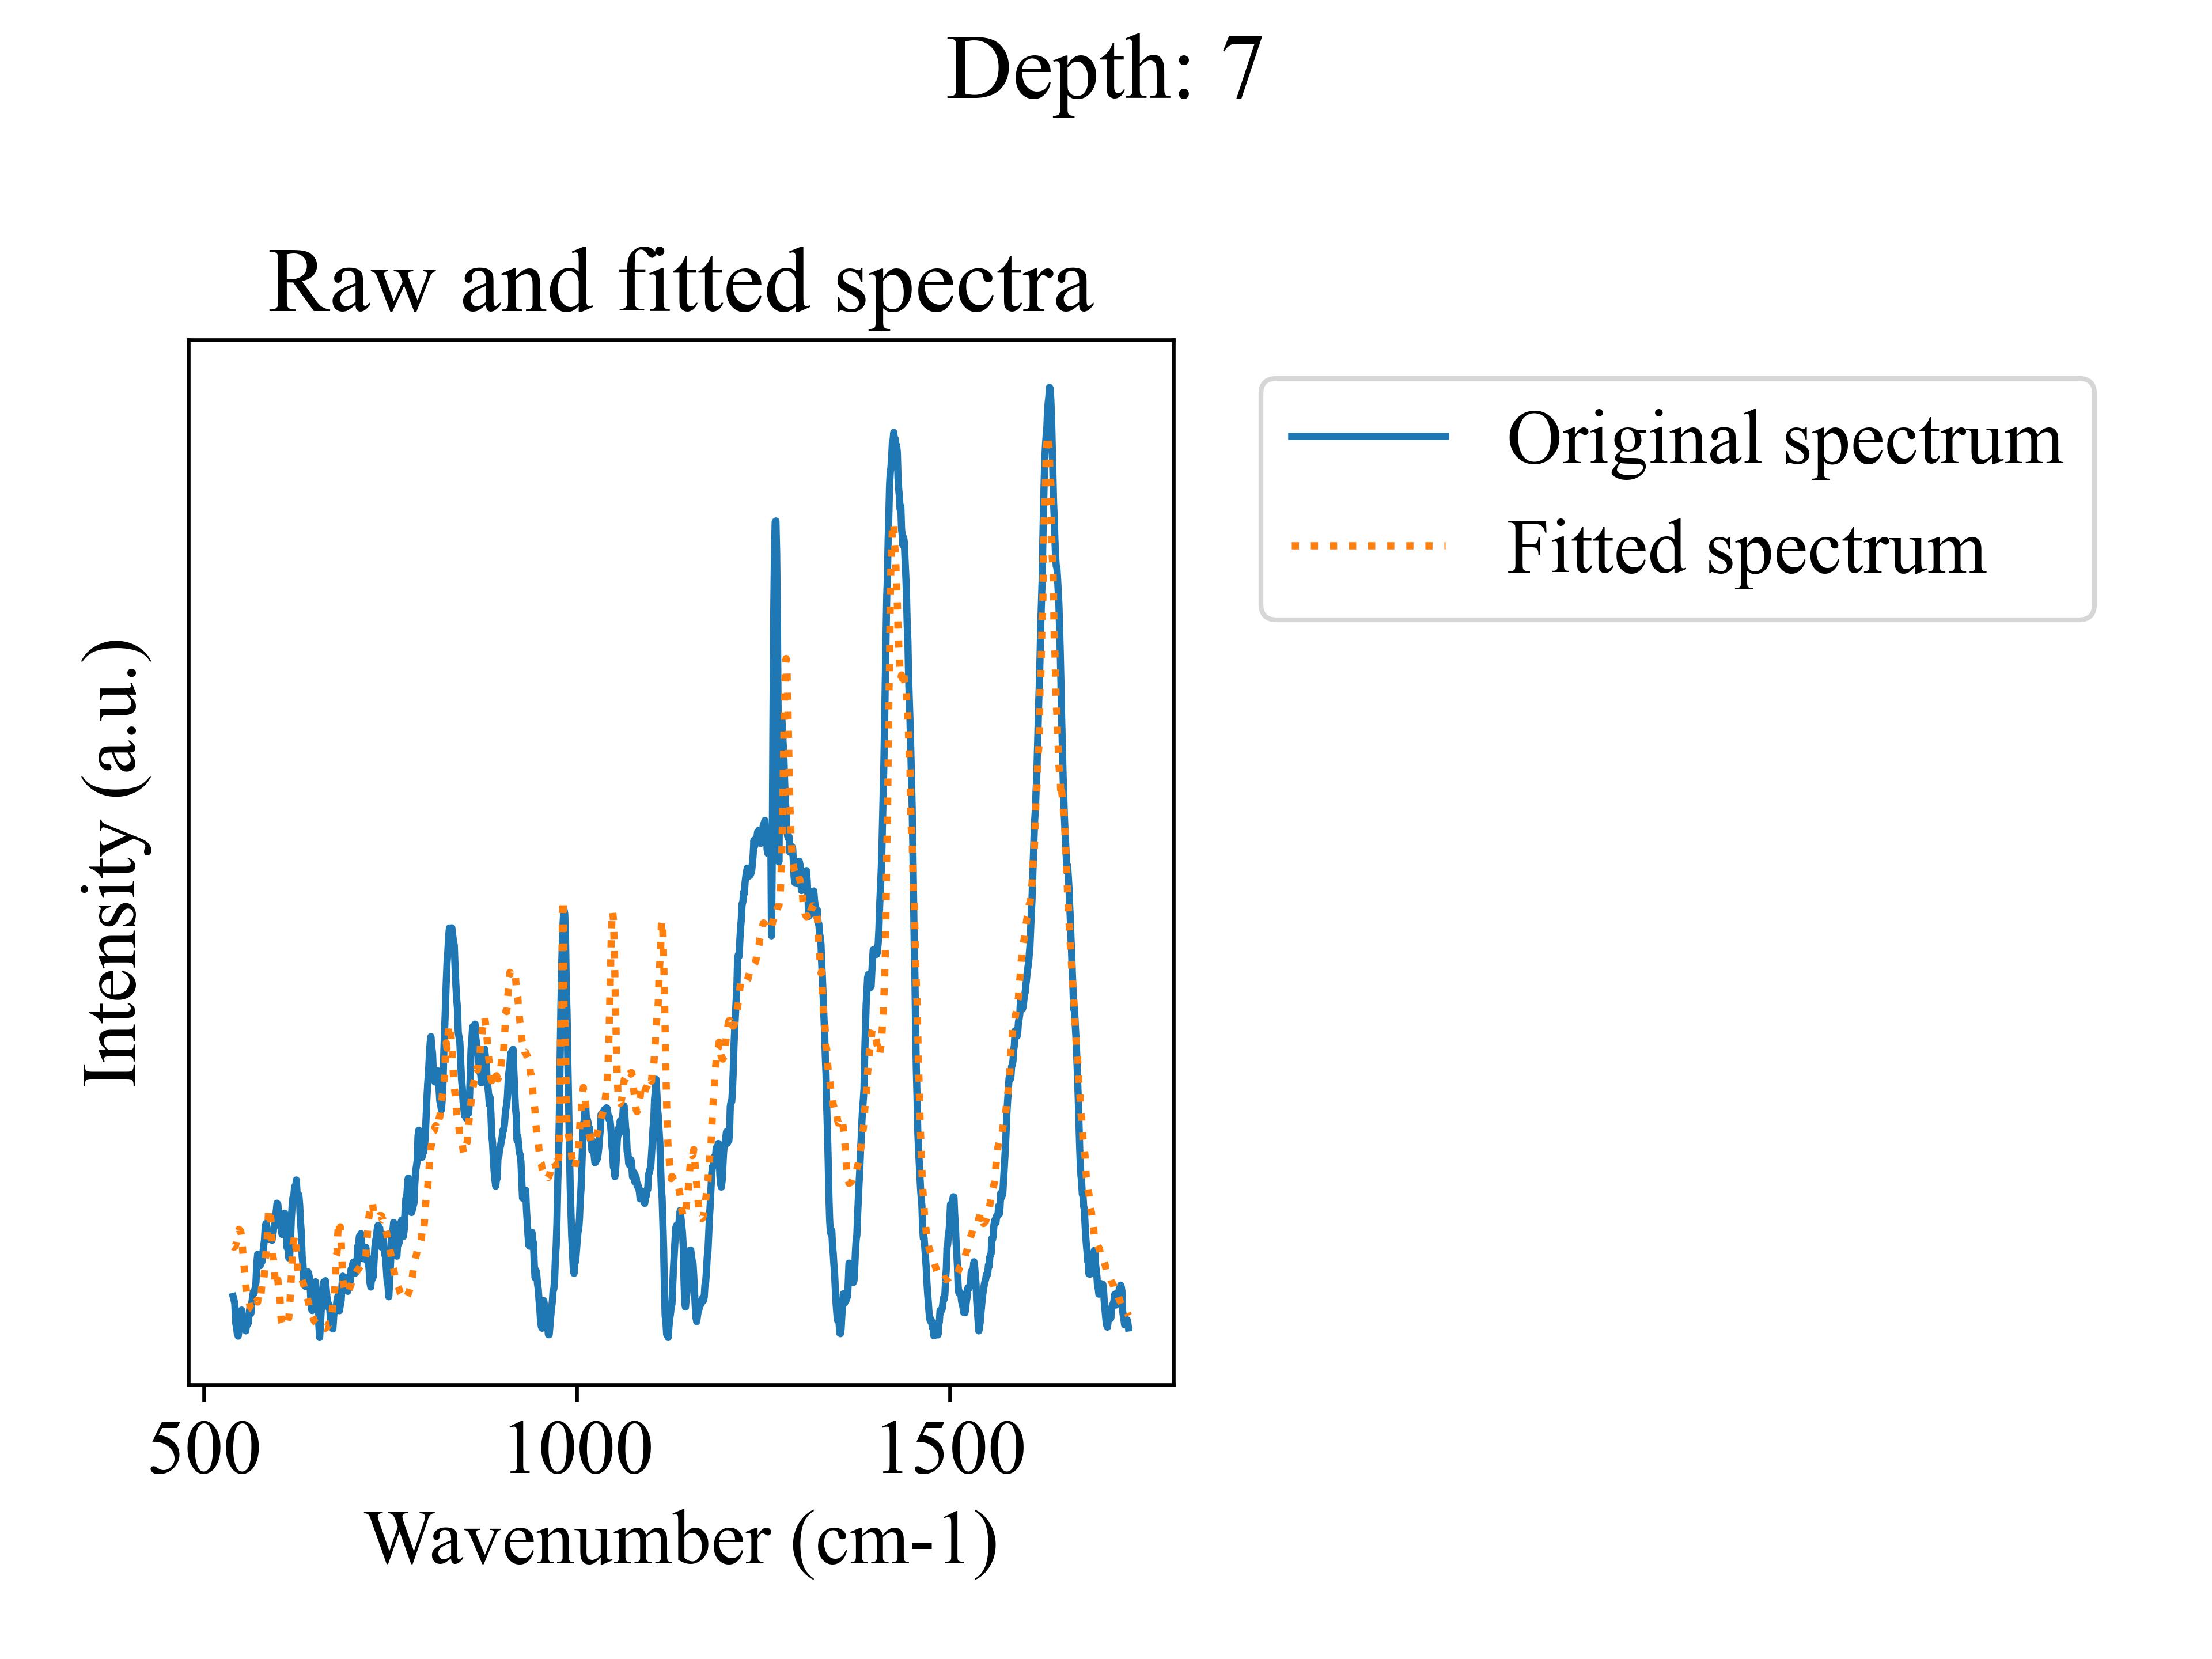 Depth: 7
Raw and fitted spectra
Original spectrum
Fitted spectrum
Intensity (a.u.)
500 1000 1500
Wavenumber (cm-1)